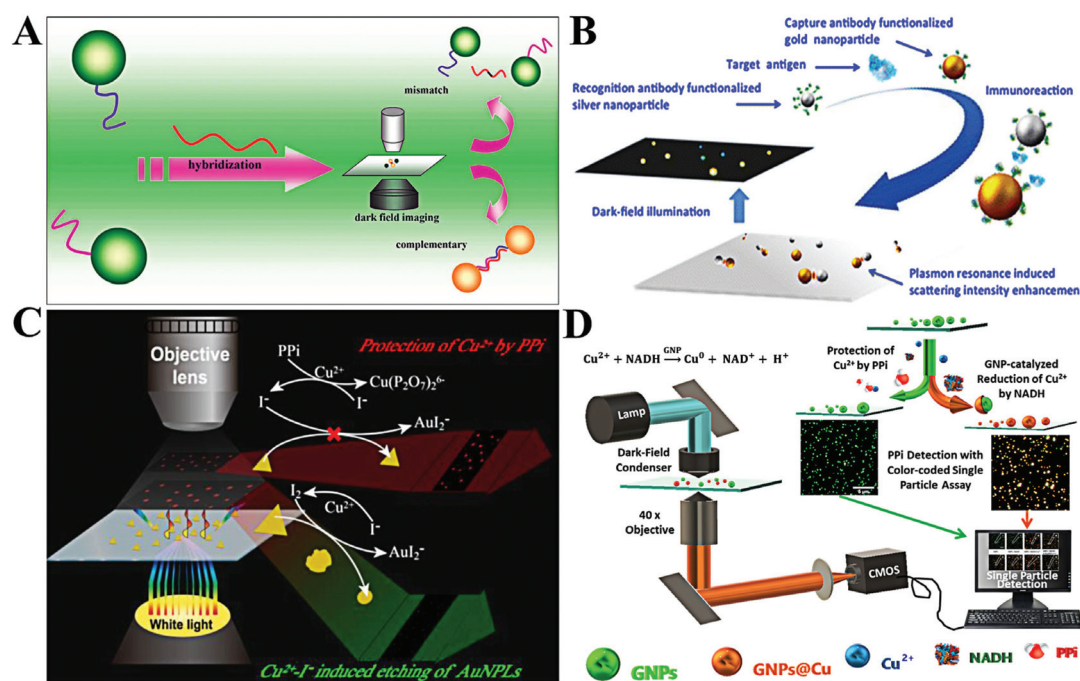 A
mismatch
hybridization
dark field imaging
complementary
B
Capture antibody functionalized
gold nanoparticle
Target antigen
Recognition antibody functionalized
silver nanoparticle
Immunoreaction
Dark-field illumination
Plasmon resonance induced
scattering intensity enhancemen
C
Objective
lens
Protection of Cu²⁺ by PPi
PPi
Cu²⁺
Cu(P₂O₇)₂⁶⁻
I⁻
I⁻
AuI₂⁻
I₂
Cu²⁺
I⁻
AuI₂⁻
White light
Cu²⁺-I⁻ induced etching of AuNPLs
D
Cu²⁺ + NADH GNP → Cu⁰ + NAD⁺ + H⁺
Protection of
Cu²⁺ by PPi
GNP-catalyzed
Reduction of Cu²⁺
by NADH
Lamp
Dark-Field
Condenser
PPi Detection with
Color-coded Single
Particle Assay
40 x
Objective
CMOS
Single Particle
Detection
GNPs
GNPs@Cu
Cu²⁺
NADH
PPi